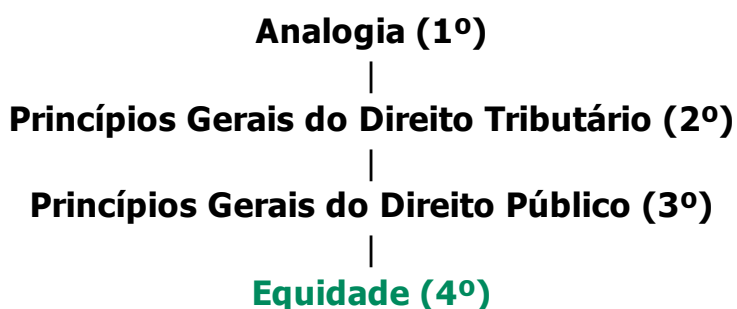 Analogia (1º)
Princípios Gerais do Direito Tributário (2º)
Princípios Gerais do Direito Público (3º)
Equidade (4º)